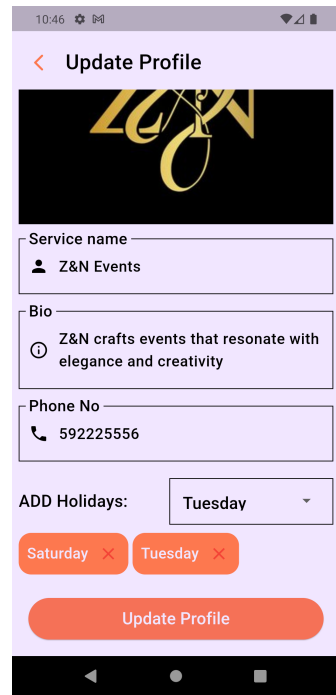 10:46
Update Profile
Z&N
Service name
Z&N Events
Bio
Z&N crafts events that resonate with
elegance and creativity
Phone No
592225556
ADD Holidays:
Tuesday
Saturday
Tuesday
Update Profile